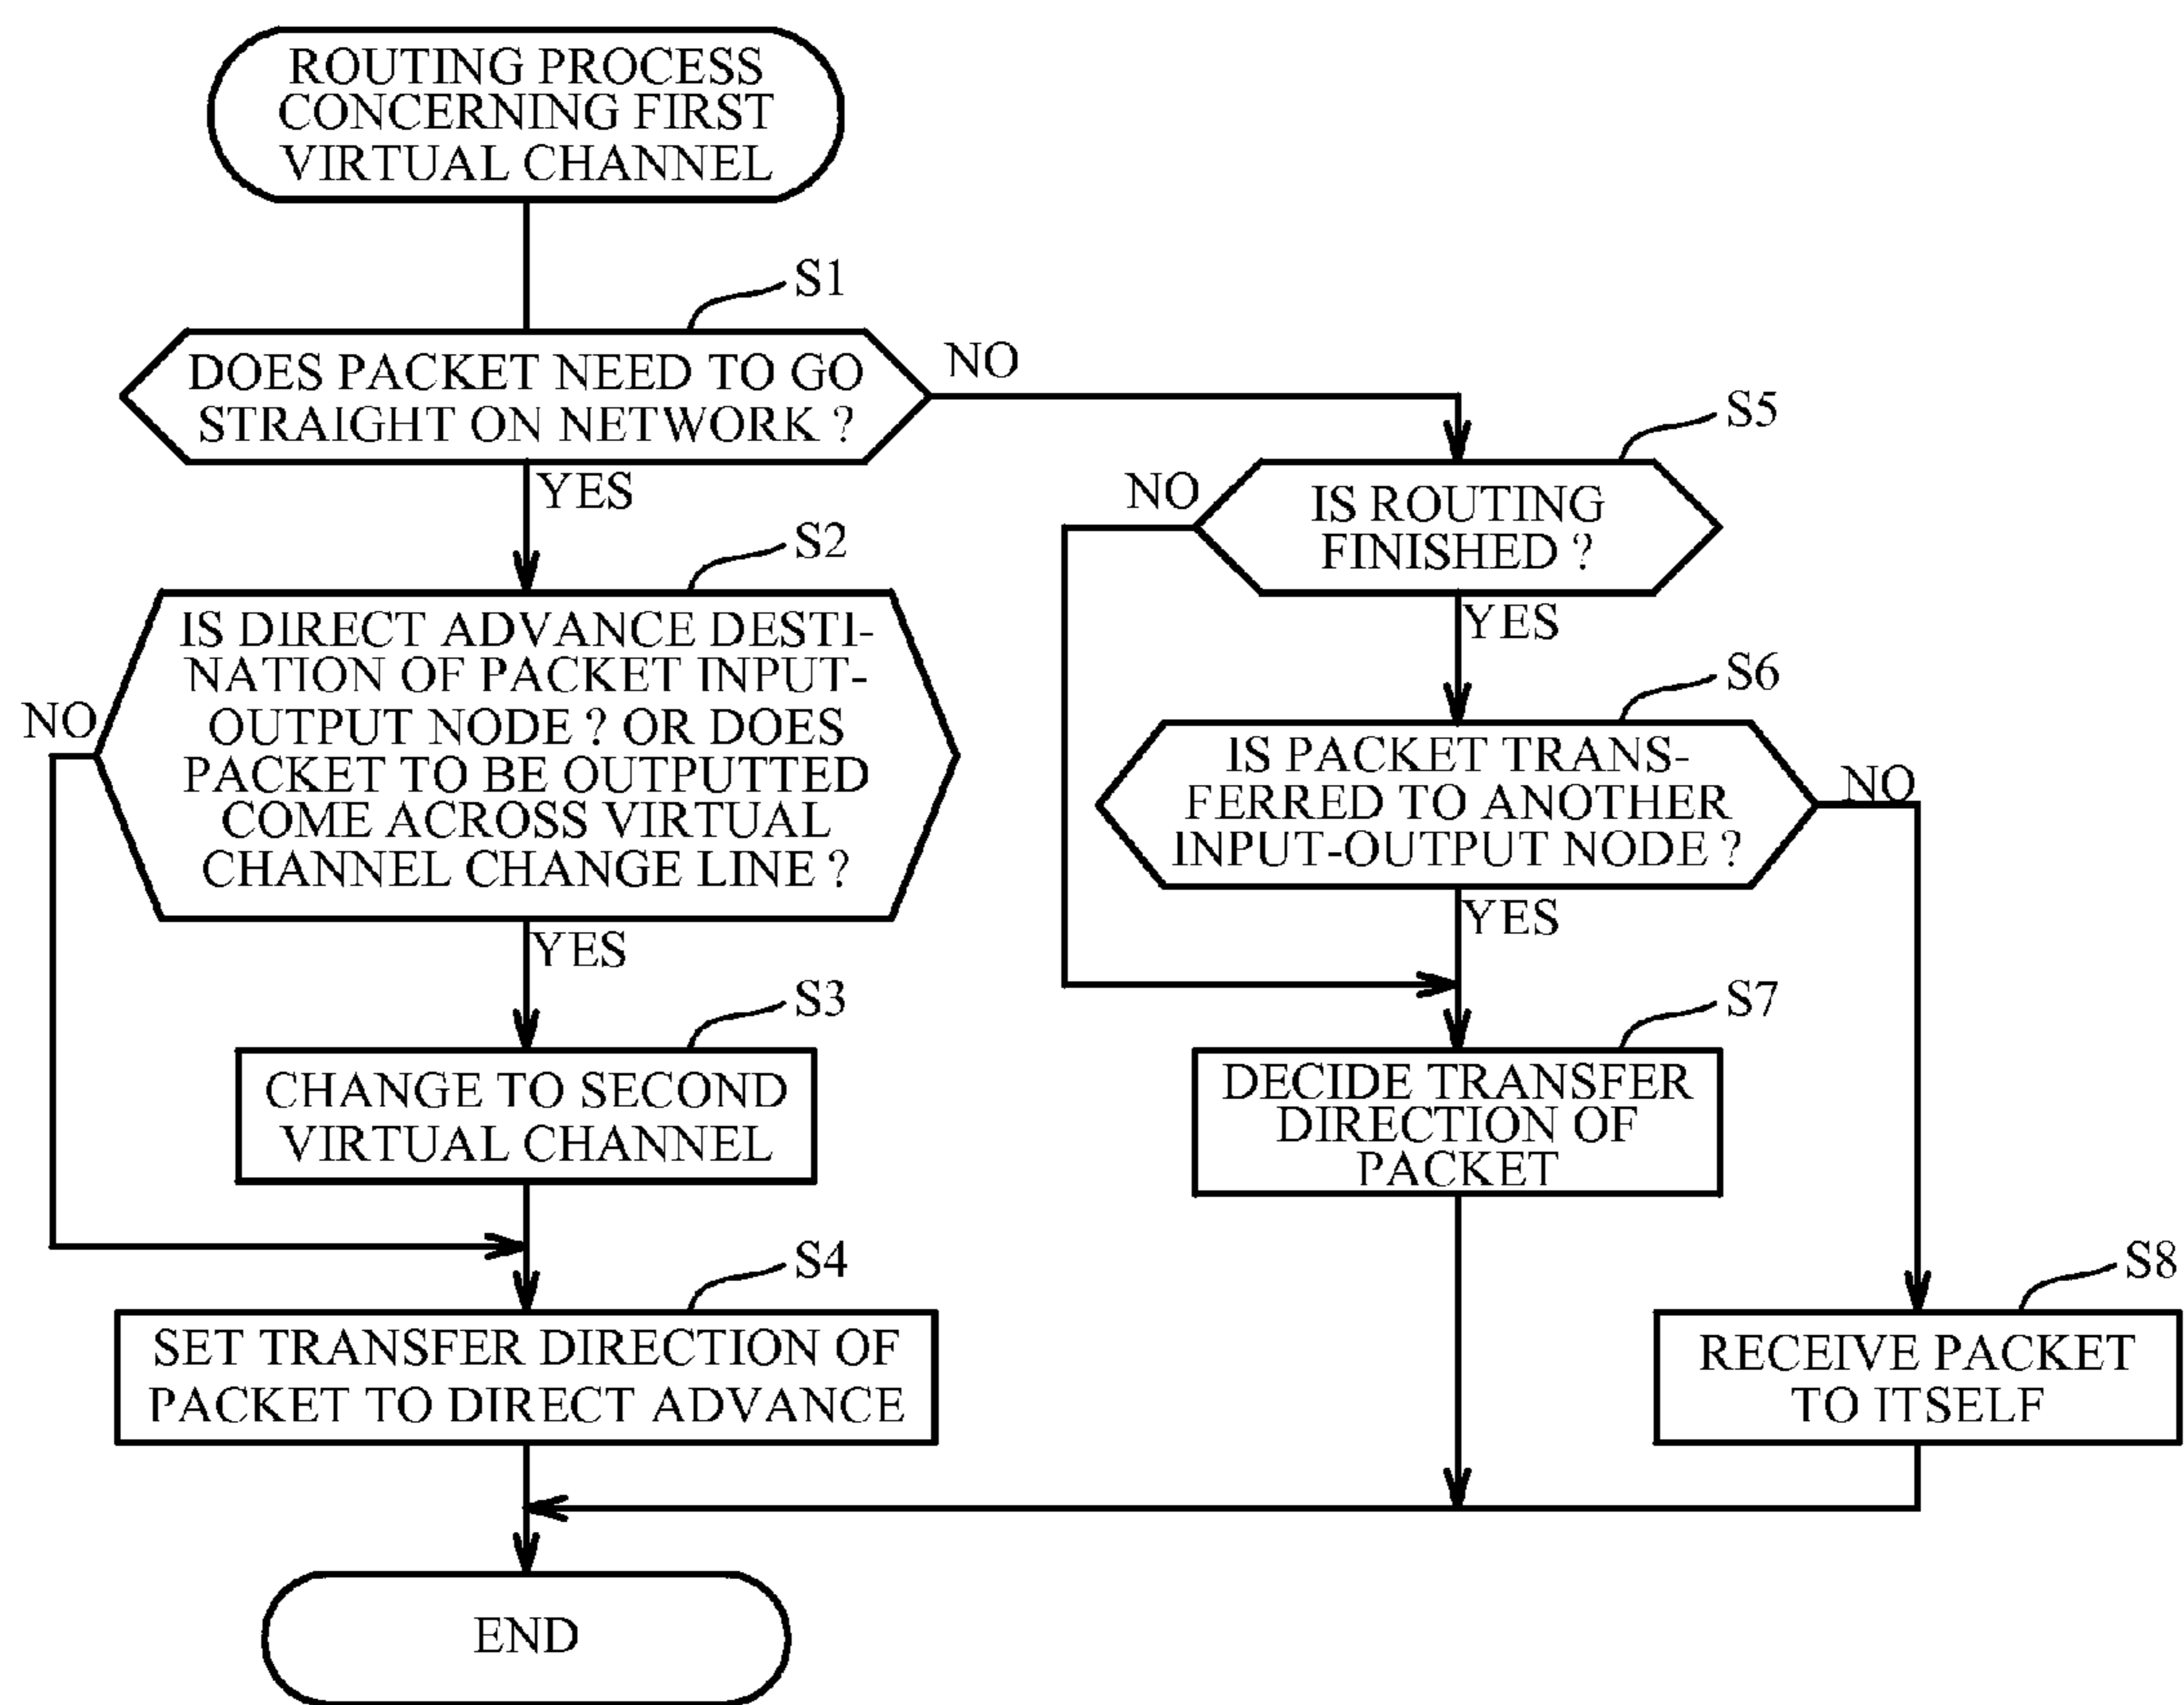 ROUTING PROCESS
CONCERNING FIRST
VIRTUAL CHANNEL
S1
DOES PACKET NEED TO GO
STRAIGHT ON NETWORK ?
NO
YES
S2
IS DIRECT ADVANCE DESTI-
NATION OF PACKET INPUT-
OUTPUT NODE ? OR DOES
PACKET TO BE OUTPUTTED
COME ACROSS VIRTUAL
CHANNEL CHANGE LINE ?
NO
YES
S3
CHANGE TO SECOND
VIRTUAL CHANNEL
S4
SET TRANSFER DIRECTION OF
PACKET TO DIRECT ADVANCE
S5
IS ROUTING
FINISHED ?
NO
YES
S6
IS PACKET TRANS-
FERRED TO ANOTHER
INPUT-OUTPUT NODE ?
NO
YES
S7
DECIDE TRANSFER
DIRECTION OF
PACKET
S8
RECEIVE PACKET
TO ITSELF
END